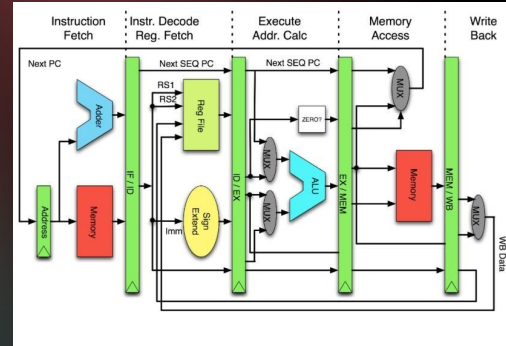 Instruction
Fetch
Instr. Decode
Reg. Fetch
Execute
Addr. Calc
Memory
Access
Write
Back
Next PC
Next SEQ PC
Next SEQ PC
MUX
Adder
RS1
RS2
Reg File
ZERO?
MUX
MUX
ALU
Address
Memory
IF / ID
Imm
Sign
Extend
ID / EX
EX / MEM
Memory
MEM / WB
MUX
WB Data